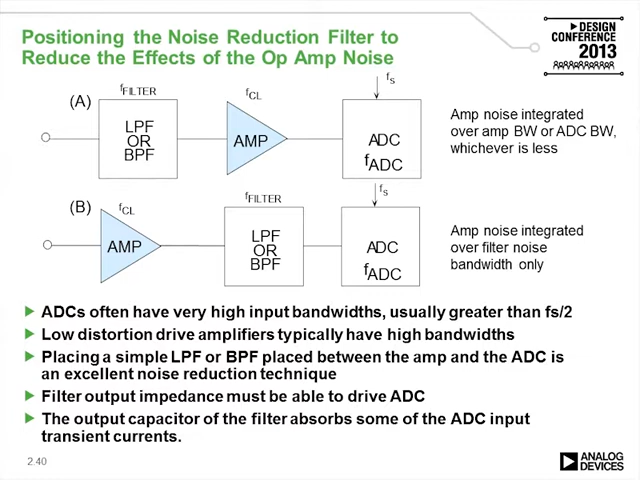 Positioning the Noise Reduction Filter to
Reduce the Effects of the Op Amp Noise
DESIGN
CONFERENCE
2013
(A)
fFILTER
LPF
OR
BPF
fCL
AMP
fS
ADC
fADC
Amp noise integrated
over amp BW or ADC BW,
whichever is less
(B)
fCL
AMP
fFILTER
LPF
OR
BPF
fS
ADC
fADC
Amp noise integrated
over filter noise
bandwidth only
ADCs often have very high input bandwidths, usually greater than fs/2
Low distortion drive amplifiers typically have high bandwidths
Placing a simple LPF or BPF placed between the amp and the ADC is
an excellent noise reduction technique
Filter output impedance must be able to drive ADC
The output capacitor of the filter absorbs some of the ADC input
transient currents.
2.40
ANALOG
DEVICES